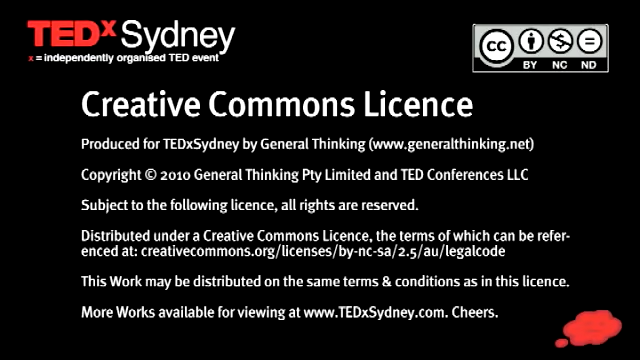 TEDx Sydney
x = independently organised TED event
cc
BY NC ND
Creative Commons Licence
Produced for TEDxSydney by General Thinking (www.generalthinking.net)
Copyright © 2010 General Thinking Pty Limited and TED Conferences LLC
Subject to the following licence, all rights are reserved.
Distributed under a Creative Commons Licence, the terms of which can be refer-
enced at: creativecommons.org/licenses/by-nc-sa/2.5/au/legalcode
This Work may be distributed on the same terms & conditions as in this licence.
More Works available for viewing at www.TEDxSydney.com. Cheers.